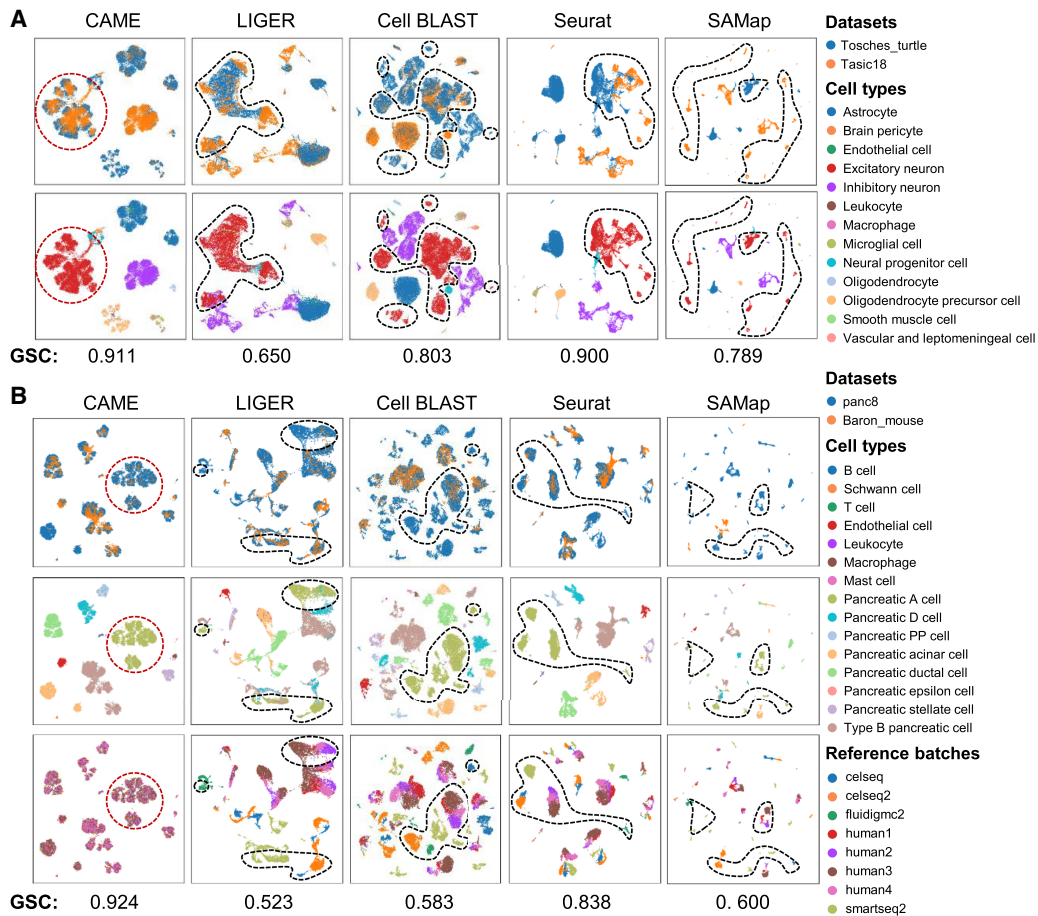 A
CAME LIGER Cell BLAST Seurat SAMap
Datasets
Tosches_turtle
Tasic18
Cell types
Astrocyte
Brain pericyte
Endothelial cell
Excitatory neuron
Inhibitory neuron
Leukocyte
Macrophage
Microglial cell
Neural progenitor cell
Oligodendrocyte
Oligodendrocyte precursor cell
Smooth muscle cell
Vascular and leptomeningeal cell
GSC: 0.911 0.650 0.803 0.900 0.789
B
CAME LIGER Cell BLAST Seurat SAMap
Datasets
panc8
Baron_mouse
Cell types
B cell
Schwann cell
T cell
Endothelial cell
Leukocyte
Macrophage
Mast cell
Pancreatic A cell
Pancreatic D cell
Pancreatic PP cell
Pancreatic acinar cell
Pancreatic ductal cell
Pancreatic epsilon cell
Pancreatic stellate cell
Type B pancreatic cell
Reference batches
celseq
celseq2
fluidigmc2
human1
human2
human3
human4
smartseq2
GSC: 0.924 0.523 0.583 0.838 0. 600